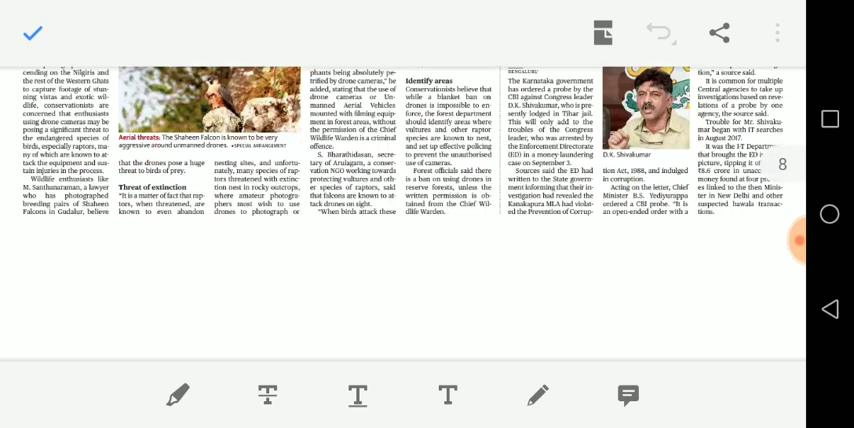 cending on the Nilgiris and
the rest of the Western Ghats
to capture footage of stun-
ning vistas and exotic wil-
dlife, conservationists are
concerned that enthusiasts
using drone cameras may be
posing a significant threat to
the endangered species of
birds, especially raptors, ma-
ny of which are known to at-
tack the equipment and sus-
tain injuries in the process.
Wildlife enthusiasts like
M. Santhanaraman, a lawyer
who has photographed
breeding pairs of Shaheen
Falcons in Gudalur, believe
Aerial threats: The Shaheen Falcon is known to be very
aggressive around unmanned drones. •SPECIAL ARRANGEMENT
that the drones pose a huge
threat to birds of prey.
Threat of extinction
“It is a matter of fact that rap-
tors, when threatened, are
known to even abandon
nesting sites, and unfortu-
nately, many species of rap-
tors threatened with extinc-
tion nest in rocky outcrops,
where amateur photogra-
phers most wish to use
drones to photograph or
phants being absolutely pe-
trified by drone cameras,” he
added, stating that the use of
drone cameras or Un-
manned Aerial Vehicles
mounted with filming equip-
ment in forest areas, without
the permission of the Chief
Wildlife Warden is a criminal
offence.
S. Bharathidasan, secre-
tary of Arulagam, a conser-
vation NGO working towards
protecting vultures and oth-
er species of raptors, said
that falcons are known to at-
tack drones on sight.
“When birds attack these
Identify areas
Conservationists believe that
while a blanket ban on
drones is impossible to en-
force, the forest department
should identify areas where
vultures and other raptor
species are known to nest,
and set up effective policing
to prevent the unauthorised
use of cameras.
Forest officials said there
is a ban on using drones in
reserve forests, unless the
written permission is ob-
tained from the Chief Wil-
dlife Warden.
BENGALURU
The Karnataka government
has ordered a probe by the
CBI against Congress leader
D.K. Shivakumar, who is pre-
sently lodged in Tihar jail.
This will only add to the
troubles of the Congress
leader, who was arrested by
the Enforcement Directorate
(ED) in a money-laundering
case on September 3.
Sources said the ED had
written to the State govern-
ment informing that their in-
vestigation had revealed the
Kanakapura MLA had violat-
ed the Prevention of Corrup-
D.K. Shivakumar
tion Act, 1988, and indulged
in corruption.
Acting on the letter, Chief
Minister B.S. Yediyurappa
ordered a CBI probe. “It is
an open-ended order with a
tion,” a source said.
It is common for multiple
Central agencies to take up
investigations based on reve-
lations of a probe by one
agency, the source said.
Trouble for Mr. Shivaku-
mar began with IT searches
in August 2017.
It was the I-T Depart
that brought the ED i
picture, ripping it of
₹8.6 crore in unacc
money found at four
es linked to the then Minis-
ter in New Delhi and other
suspected hawala transac-
tions.
8